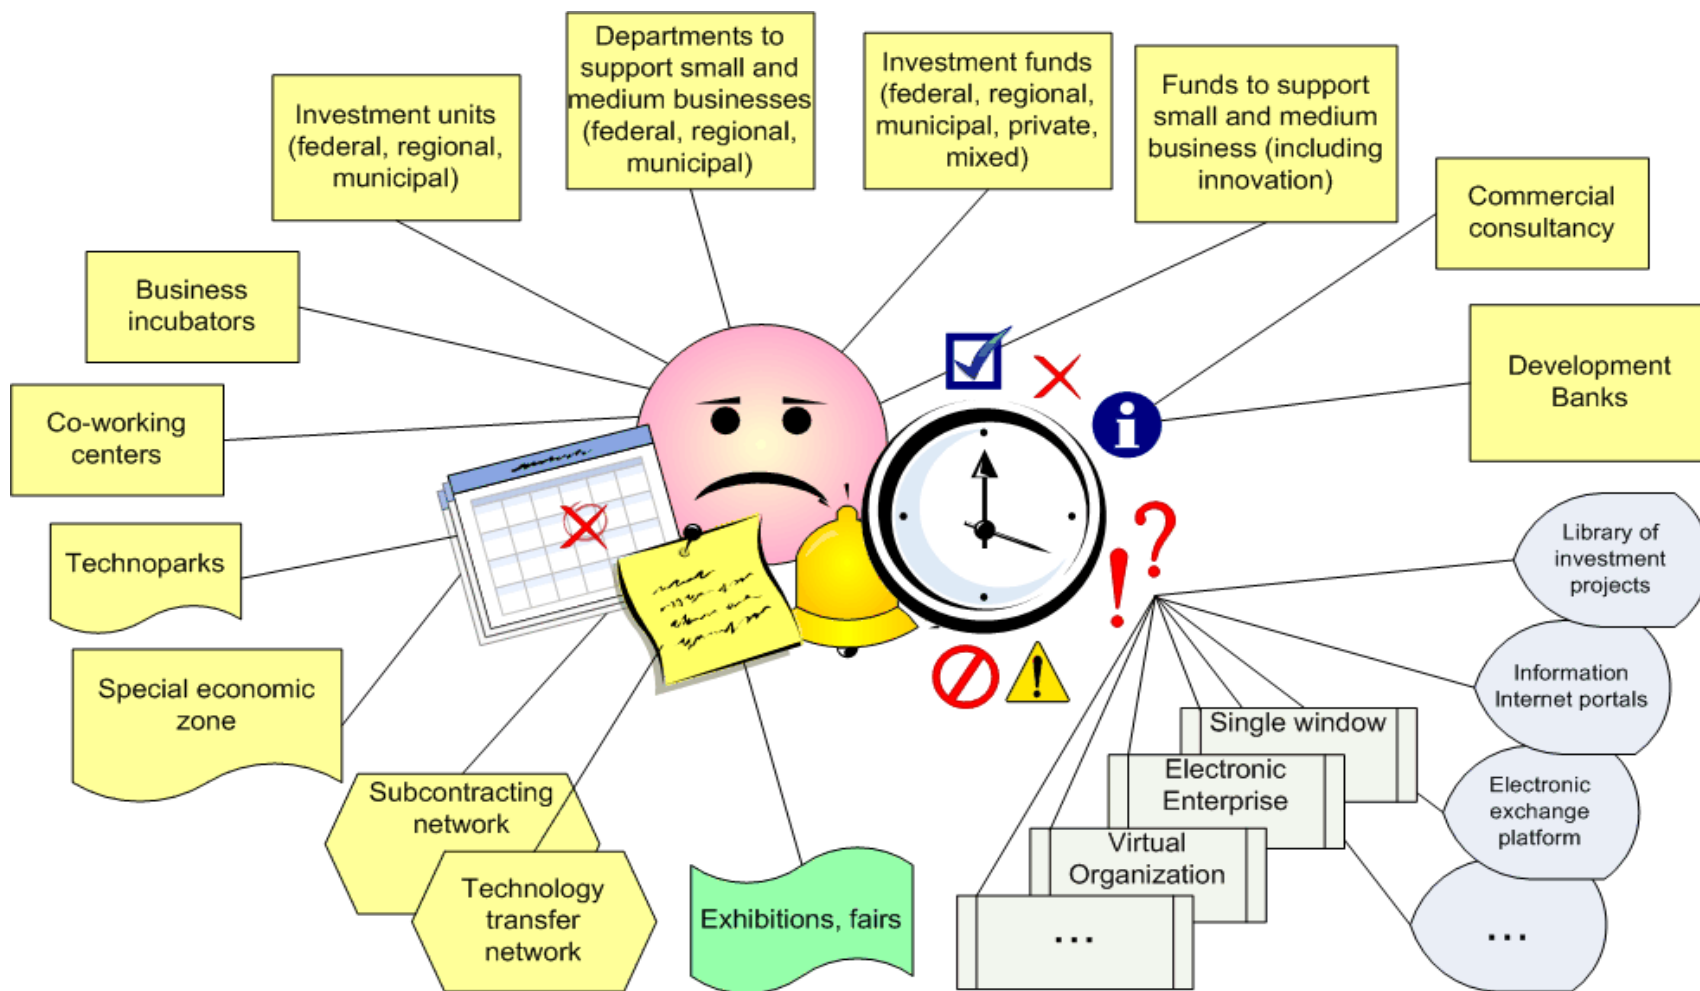 Departments to
support small and
medium businesses
(federal, regional,
municipal)
Investment funds
(federal, regional,
municipal, private,
mixed)
Funds to support
small and medium
business (including
innovation)
Investment units
(federal, regional,
municipal)
Commercial
consultancy
Business
incubators
Development
Banks
Co-working
centers
Technoparks
Library of
investment
projects
Special economic
zone
Information
Internet portals
Single window
Electronic
Enterprise
Electronic
exchange
platform
Subcontracting
network
Virtual
Organization
Technology
transfer
network
Exhibitions, fairs
...
...